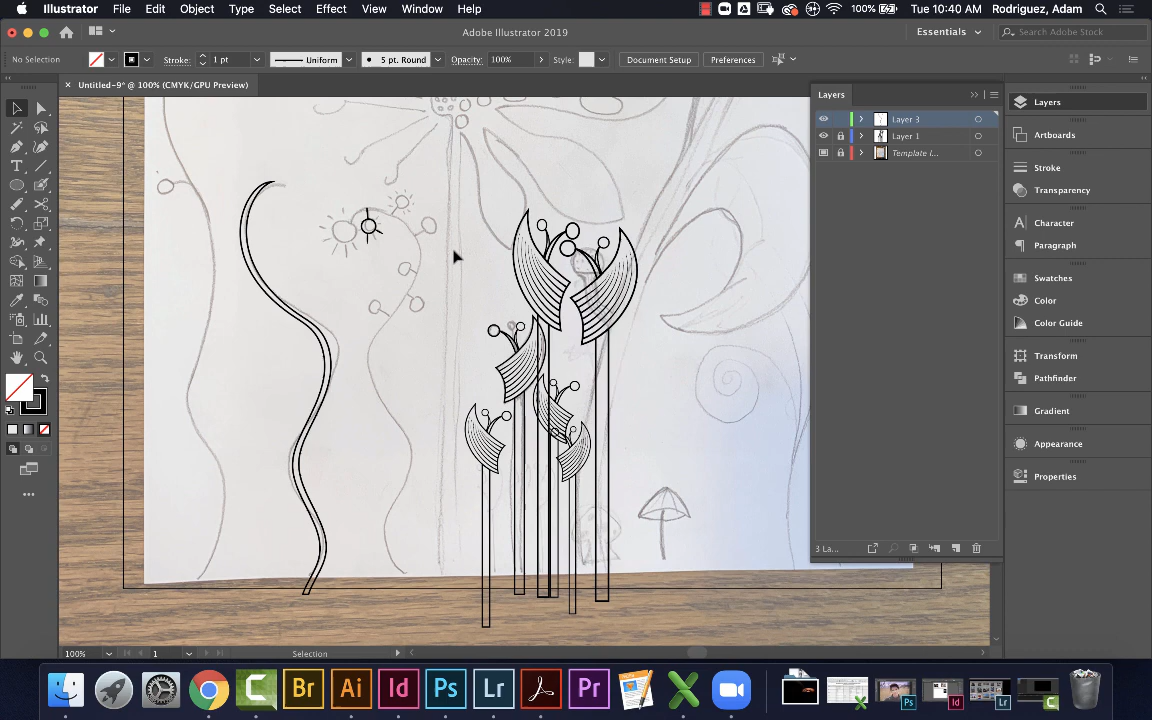 Illustrator File Edit Object Type Select Effect View Window Help 100% Tue 10:40 AM Rodriguez, Adam
Adobe Illustrator 2019 Essentials Search Adobe Stock
No Selection Stroke: 1 pt Uniform 5 pt. Round Opacity: 100% Style: Document Setup Preferences
× Untitled-9* @ 100% (CMYK/GPU Preview)
Layers
Layer 3
Layer 1
Template I...
3 La...
Layers
Artboards
Stroke
Transparency
Character
Paragraph
Swatches
Color
Color Guide
Transform
Pathfinder
Gradient
Appearance
Properties
100% 1 Selection
Br Ai Id Ps Lr Pr Ps Id Lr